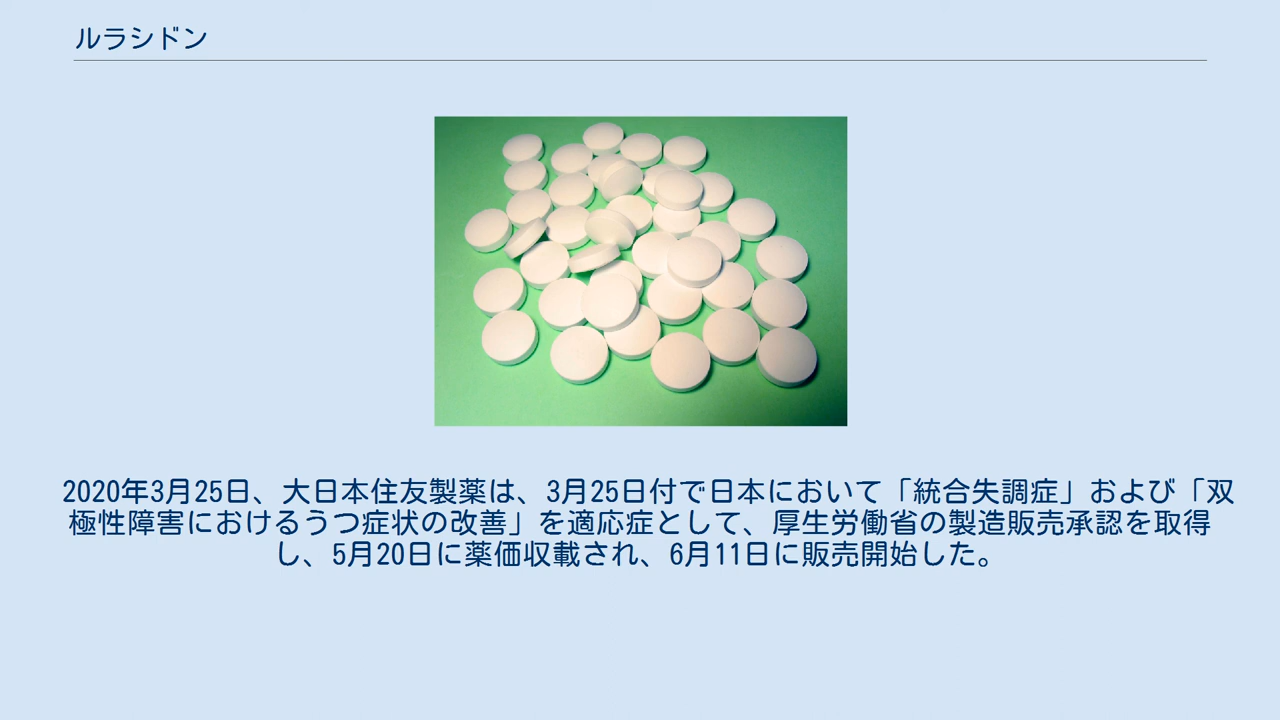 ルラシドン
2020年3月25日、大日本住友製薬は、3月25日付で日本において「統合失調症」および「双
極性障害におけるうつ症状の改善」を適応症として、厚生労働省の製造販売承認を取得
し、5月20日に薬価収載され、6月11日に販売開始した。